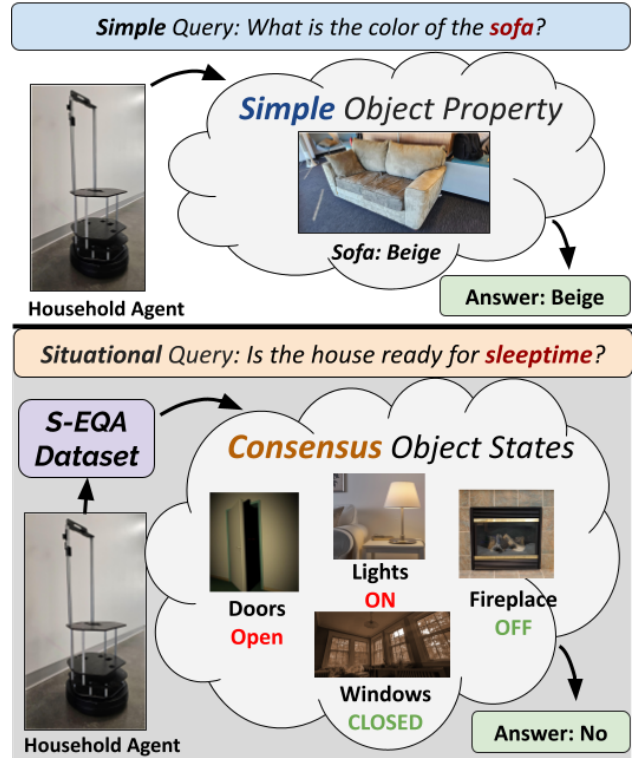 Simple Query: What is the color of the sofa?
Simple Object Property
Sofa: Beige
Household Agent
Answer: Beige
Situational Query: Is the house ready for sleeptime?
S-EQA
Dataset
Consensus Object States
Doors
Open
Lights
ON
Fireplace
OFF
Windows
CLOSED
Household Agent
Answer: No